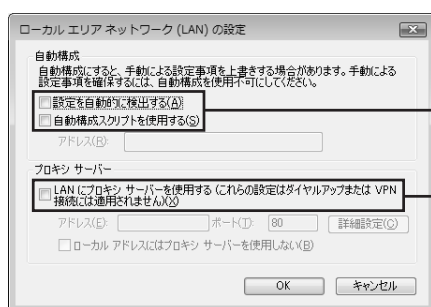 ローカル エリア ネットワーク (LAN) の設定
自動構成
自動構成にすると、手動による設定事項を上書きする場合があります。手動による
設定事項を確保するには、自動構成を使用不可にしてください。
設定を自動的に検出する(A)
自動構成スクリプトを使用する(S)
アドレス(R):
プロキシ サーバー
LAN にプロキシ サーバーを使用する (これらの設定はダイヤルアップまたは VPN
接続には適用されません)(X)
アドレス(E): ポート(T): 80 詳細設定(C)
ローカル アドレスにはプロキシ サーバーを使用しない(B)
OK キャンセル